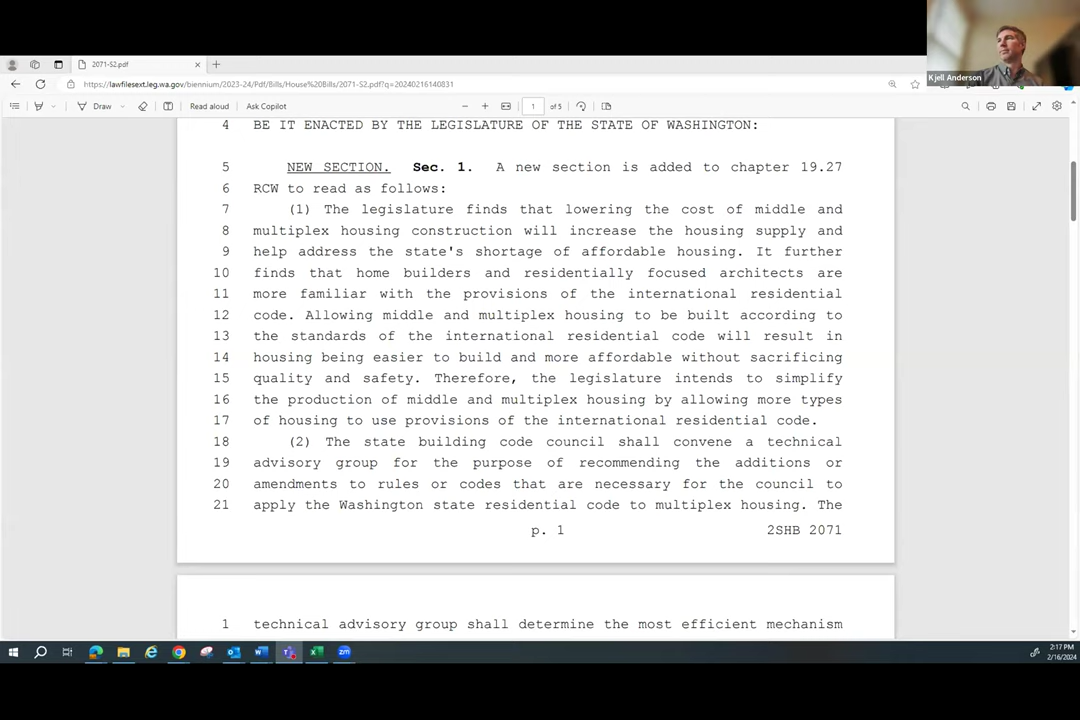 Kjell Anderson
2071-S2.pdf
https://lawfilesext.leg.wa.gov/biennium/2023-24/Pdf/Bills/House%20Bills/2071-S2.pdf?q=20240216140831
Draw
Read aloud
Ask Copilot
1
of 5
4 BE IT ENACTED BY THE LEGISLATURE OF THE STATE OF WASHINGTON:
5 NEW SECTION. Sec. 1. A new section is added to chapter 19.27
6 RCW to read as follows:
7 (1) The legislature finds that lowering the cost of middle and
8 multiplex housing construction will increase the housing supply and
9 help address the state's shortage of affordable housing. It further
10 finds that home builders and residentially focused architects are
11 more familiar with the provisions of the international residential
12 code. Allowing middle and multiplex housing to be built according to
13 the standards of the international residential code will result in
14 housing being easier to build and more affordable without sacrificing
15 quality and safety. Therefore, the legislature intends to simplify
16 the production of middle and multiplex housing by allowing more types
17 of housing to use provisions of the international residential code.
18 (2) The state building code council shall convene a technical
19 advisory group for the purpose of recommending the additions or
20 amendments to rules or codes that are necessary for the council to
21 apply the Washington state residential code to multiplex housing. The
p. 1 2SHB 2071
1 technical advisory group shall determine the most efficient mechanism
2:17 PM
2/16/2024